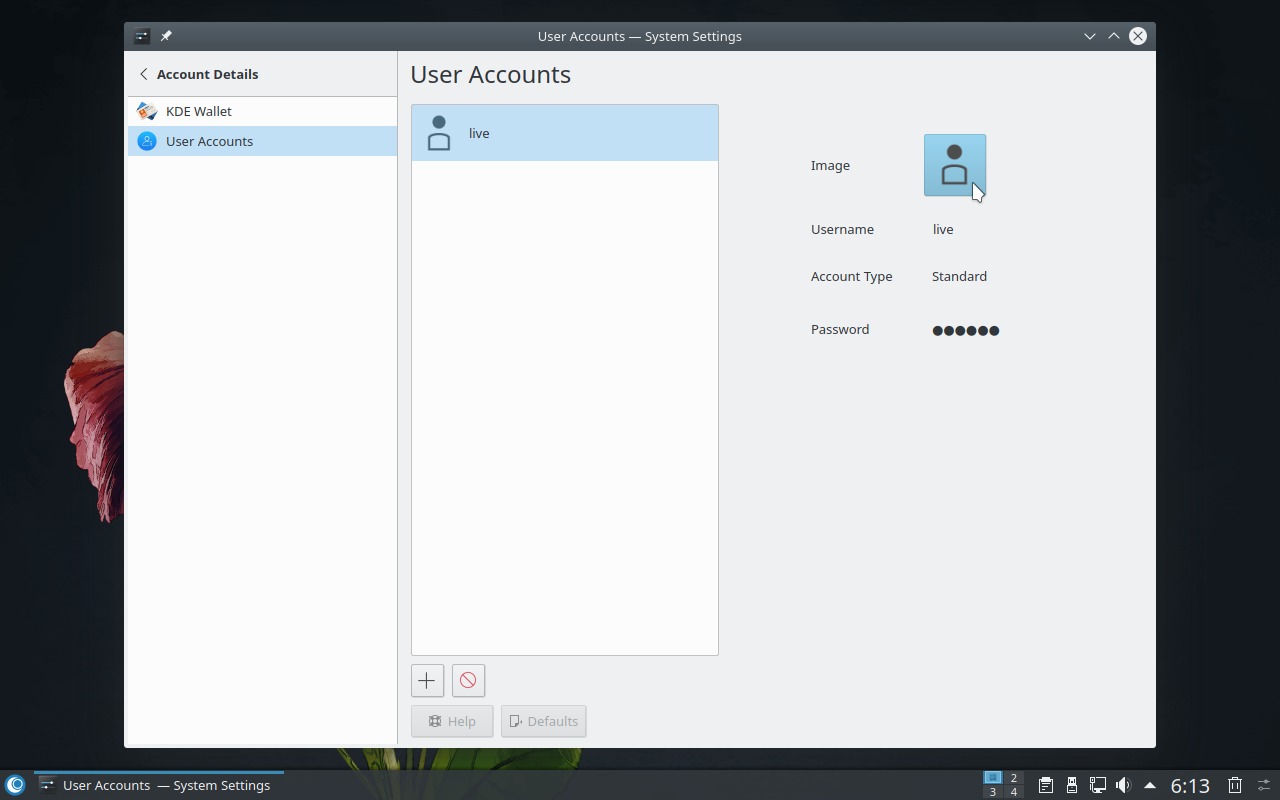 User Accounts — System Settings
Account Details
KDE Wallet
User Accounts
User Accounts
live
Image
Username live
Account Type Standard
Password ●●●●●●
Help Defaults
User Accounts — System Settings
2
3 4
6:13